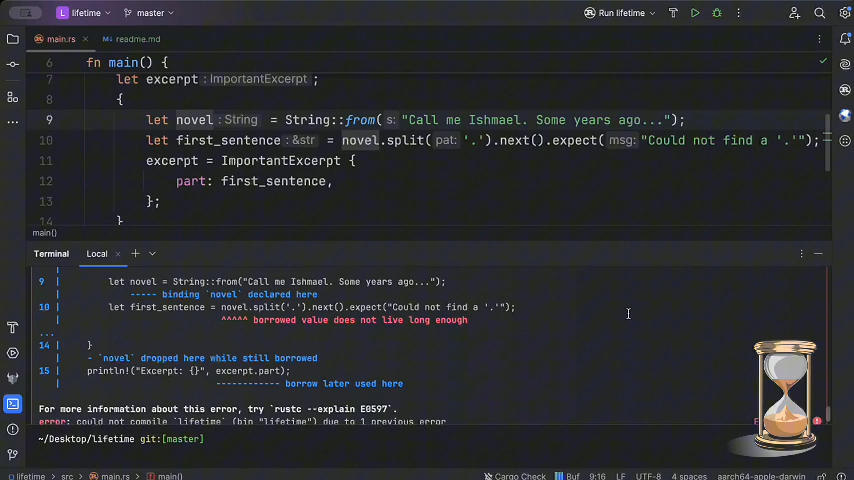 L lifetime master Run lifetime
main.rs × M↓ readme.md
6 fn main() {
7 let excerpt : ImportantExcerpt ;
8 {
9 let novel : String = String::from( s: "Call me Ishmael. Some years ago...");
10 let first_sentence : &str = novel.split( pat: '.').next().expect( msg: "Could not find a '.'");
11 excerpt = ImportantExcerpt {
12 part: first_sentence,
13 };
14 }
main()
Terminal Local × +
9 | let novel = String::from("Call me Ishmael. Some years ago...");
| ----- binding `novel` declared here
10 | let first_sentence = novel.split('.').next().expect("Could not find a '.'");
| ^^^^^ borrowed value does not live long enough
...
14 | }
| - `novel` dropped here while still borrowed
15 | println!("Excerpt: {}", excerpt.part);
| ------------ borrow later used here
For more information about this error, try `rustc --explain E0597`.
error: could not compile `lifetime` (bin "lifetime") due to 1 previous error
~/Desktop/lifetime git:[master]
lifetime > src > main.rs > main() Cargo Check Buf 9:16 LF UTF-8 4 spaces aarch64-apple-darwin